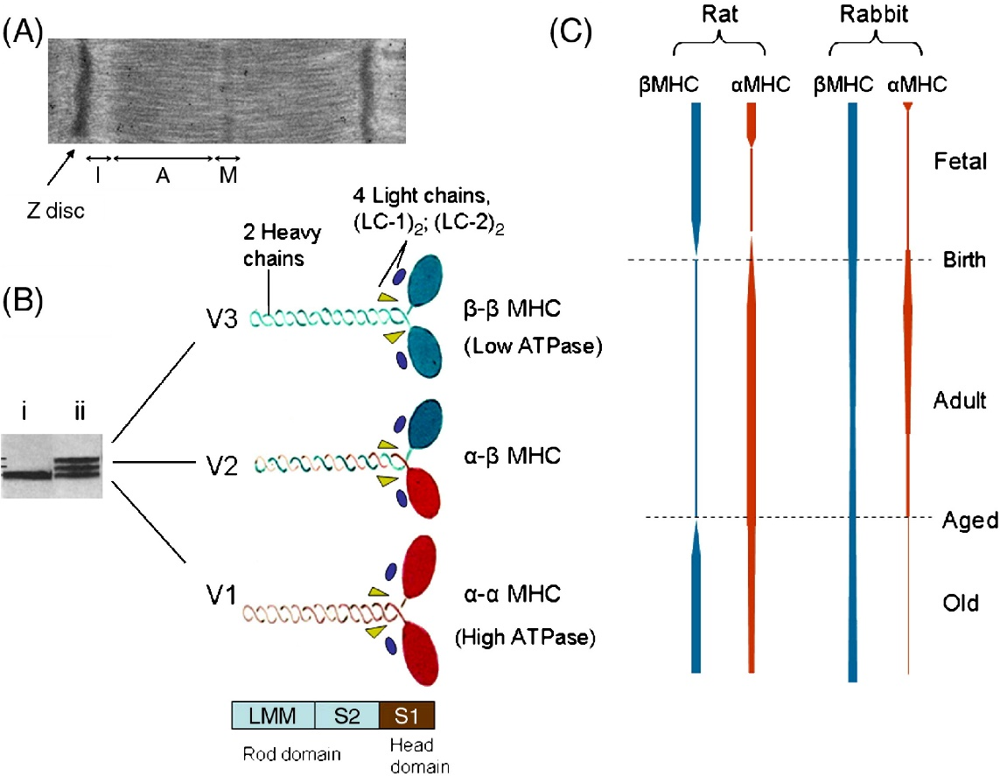 (A)
I A M
Z disc
(B)
i ii
2 Heavy
chains
4 Light chains,
(LC-1)₂; (LC-2)₂
V3
β-β MHC
(Low ATPase)
V2
α-β MHC
V1
α-α MHC
(High ATPase)
LMM S2 S1
Rod domain
Head
domain
(C)
Rat Rabbit
βMHC αMHC βMHC αMHC
Fetal
Birth
Adult
Aged
Old